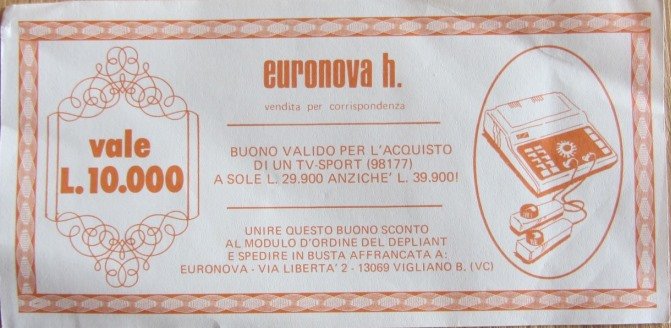 euronova h.
vendita per corrispondenza
vale
L.10.000
BUONO VALIDO PER L'ACQUISTO
DI UN TV-SPORT (98177)
A SOLE L. 29.900 ANZICHE' L. 39.900!
UNIRE QUESTO BUONO SCONTO
AL MODULO D'ORDINE DEL DEPLIANT
E SPEDIRE IN BUSTA AFFRANCATA A:
EURONOVA - VIA LIBERTA' 2 - 13069 VIGLIANO B. (VC)